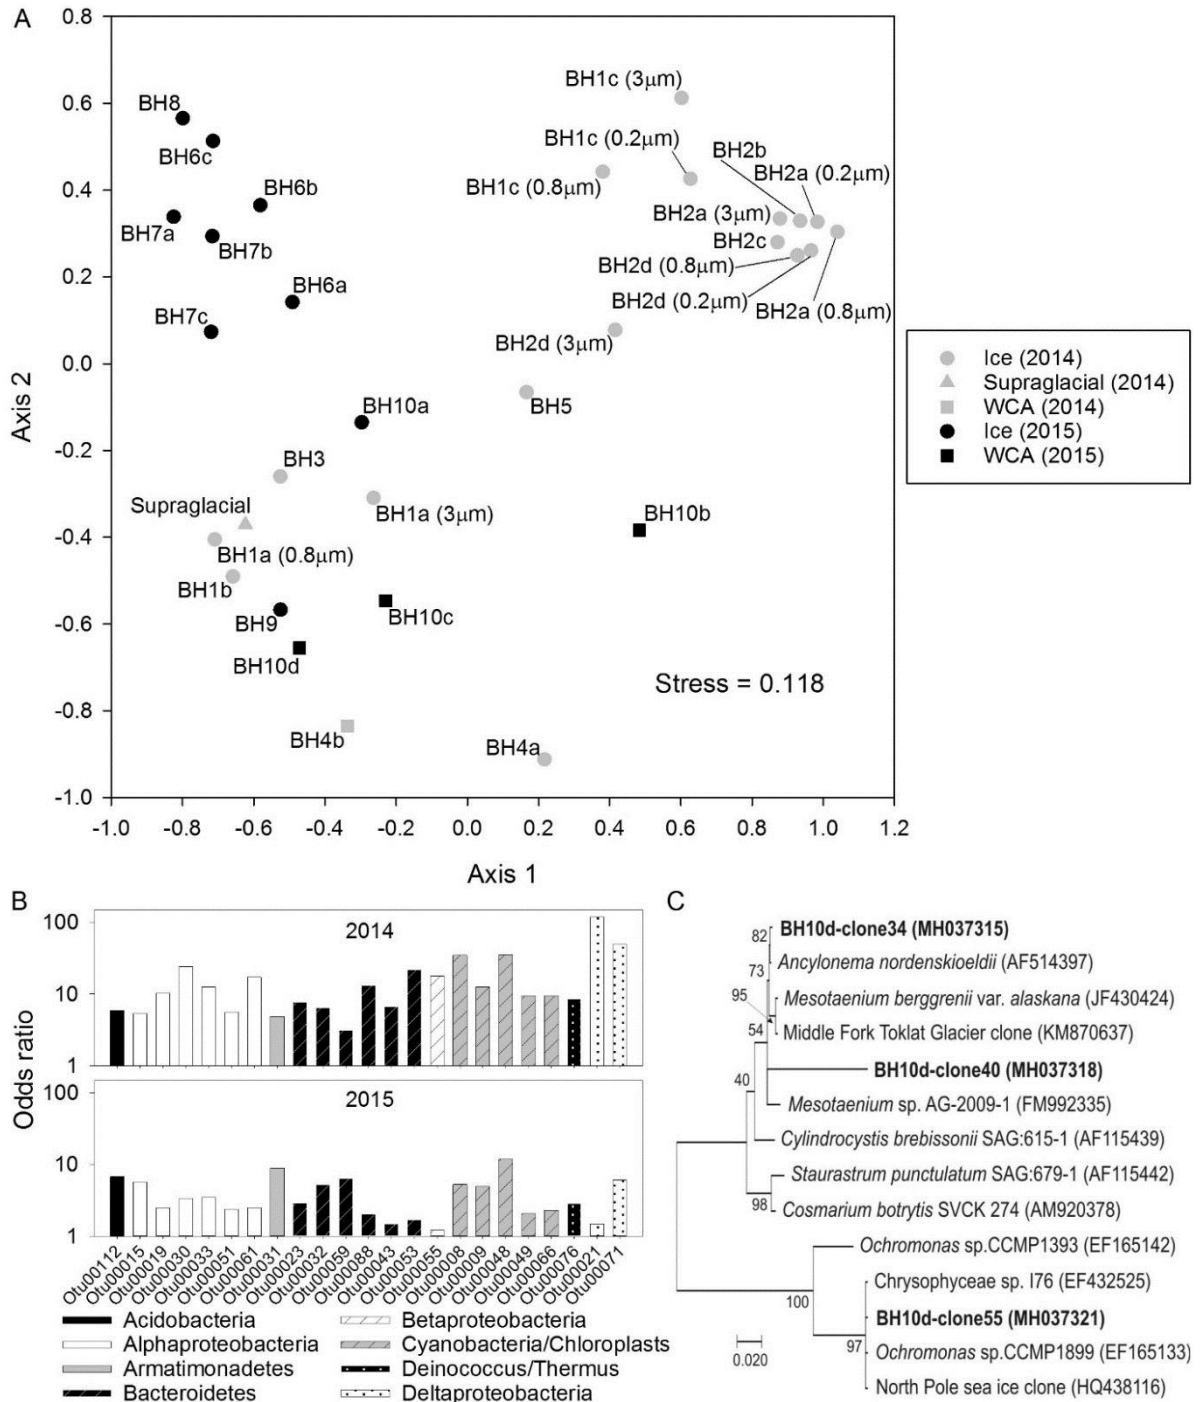 A
0.8
0.6
0.4
0.2
0.0
-0.2
-0.4
-0.6
-0.8
-1.0
Axis 2
BH1c (3μm)
BH8
BH6c
BH1c (0.2μm)
BH2b
BH2a (0.2μm)
BH6b
BH1c (0.8μm)
BH7a
BH2a (3μm)
BH7b
BH2c
BH2d (0.8μm)
BH6a
BH2d (0.2μm)
BH2a (0.8μm)
BH7c
BH2d (3μm)
BH10a
BH5
BH3
Supraglacial
BH1a (3μm)
BH10b
BH1a (0.8μm)
BH1b
BH9
BH10c
BH10d
Stress = 0.118
BH4b
BH4a
-1.0 -0.8 -0.6 -0.4 -0.2 0.0 0.2 0.4 0.6 0.8 1.0 1.2
Axis 1
Ice (2014)
Supraglacial (2014)
WCA (2014)
Ice (2015)
WCA (2015)
B
Odds ratio
100
10
1
2014
100
10
1
2015
Otu00112
Otu00015
Otu00019
Otu00030
Otu00033
Otu00051
Otu00061
Otu00031
Otu00023
Otu00032
Otu00059
Otu00088
Otu00043
Otu00053
Otu00055
Otu00008
Otu00009
Otu00048
Otu00049
Otu00066
Otu00076
Otu00021
Otu00071
Acidobacteria
Alphaproteobacteria
Armatimonadetes
Bacteroidetes
Betaproteobacteria
Cyanobacteria/Chloroplasts
Deinococcus/Thermus
Deltaproteobacteria
C
82
BH10d-clone34 (MH037315)
73
Ancylonema nordenskioeldii (AF514397)
95
Mesotaenium berggrenii var. alaskana (JF430424)
54
Middle Fork Toklat Glacier clone (KM870637)
BH10d-clone40 (MH037318)
40
Mesotaenium sp. AG-2009-1 (FM992335)
Cylindrocystis brebissonii SAG:615-1 (AF115439)
Staurastrum punctulatum SAG:679-1 (AF115442)
98
Cosmarium botrytis SVCK 274 (AM920378)
Ochromonas sp.CCMP1393 (EF165142)
Chrysophyceae sp. I76 (EF432525)
100
BH10d-clone55 (MH037321)
97
Ochromonas sp.CCMP1899 (EF165133)
North Pole sea ice clone (HQ438116)
0.020